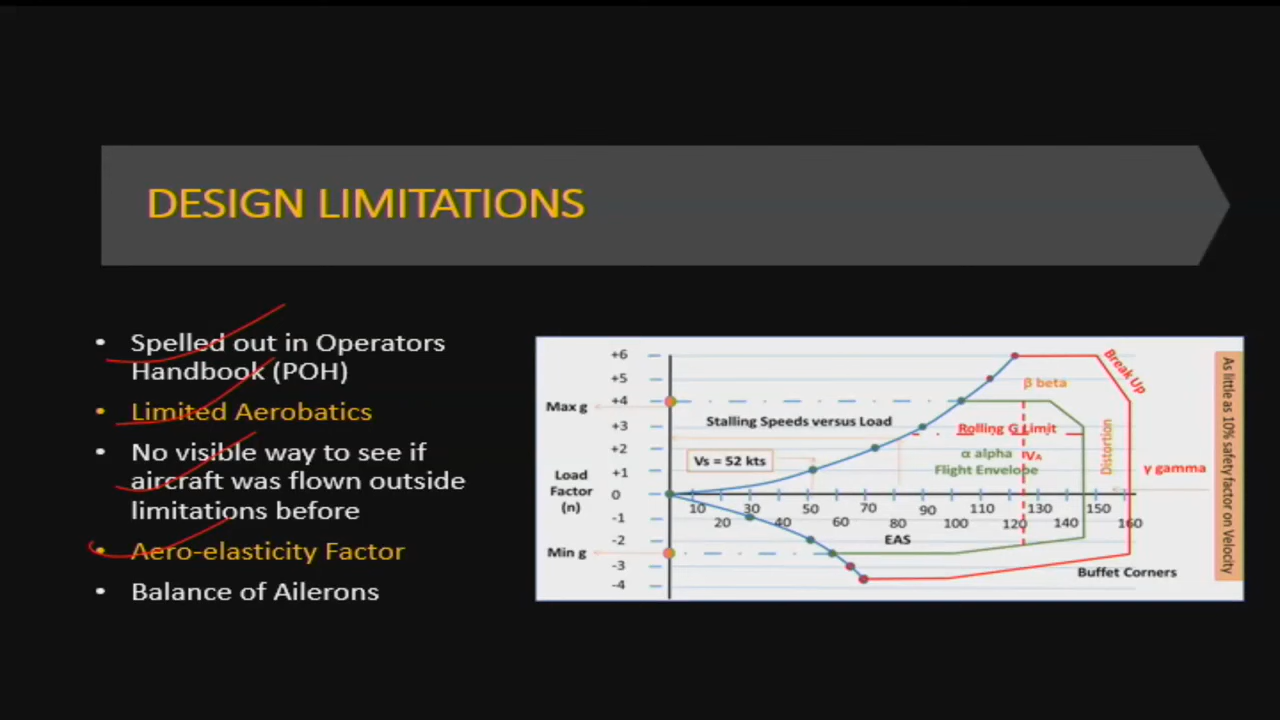 DESIGN LIMITATIONS
• Spelled out in Operators
Handbook (POH)
• Limited Aerobatics
• No visible way to see if
aircraft was flown outside
limitations before
• Aero-elasticity Factor
• Balance of Ailerons
+6
+5
+4
+3
+2
+1
0
-1
-2
-3
-4
Max g
Load
Factor
(n)
Min g
Stalling Speeds versus Load
Vs = 52 kts
β beta
Rolling G Limit
α alpha
Flight Envelope
VA
Break Up
Distortion
γ gamma
10 30 50 70 90 110 130 150
20 40 60 80 100 120 140 160
EAS
Buffet Corners
As little as 10% safety factor on Velocity